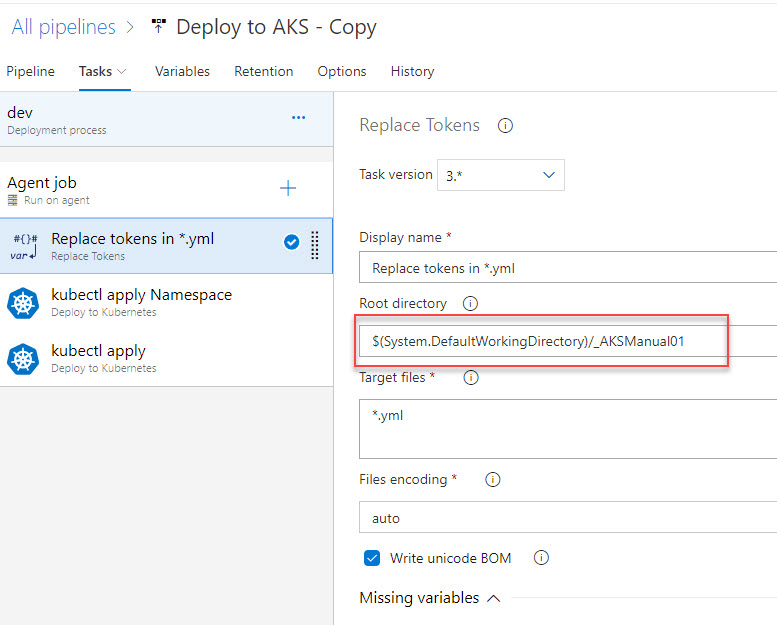 All pipelines > Deploy to AKS - Copy
Pipeline Tasks Variables Retention Options History
dev
Deployment process
Agent job
Run on agent
#{}#
var
Replace tokens in *.yml
Replace Tokens
kubectl apply Namespace
Deploy to Kubernetes
kubectl apply
Deploy to Kubernetes
Replace Tokens
Task version 3.*
Display name *
Replace tokens in *.yml
Root directory
$(System.DefaultWorkingDirectory)/_AKSManual01
Target files *
*.yml
Files encoding *
auto
Write unicode BOM
Missing variables